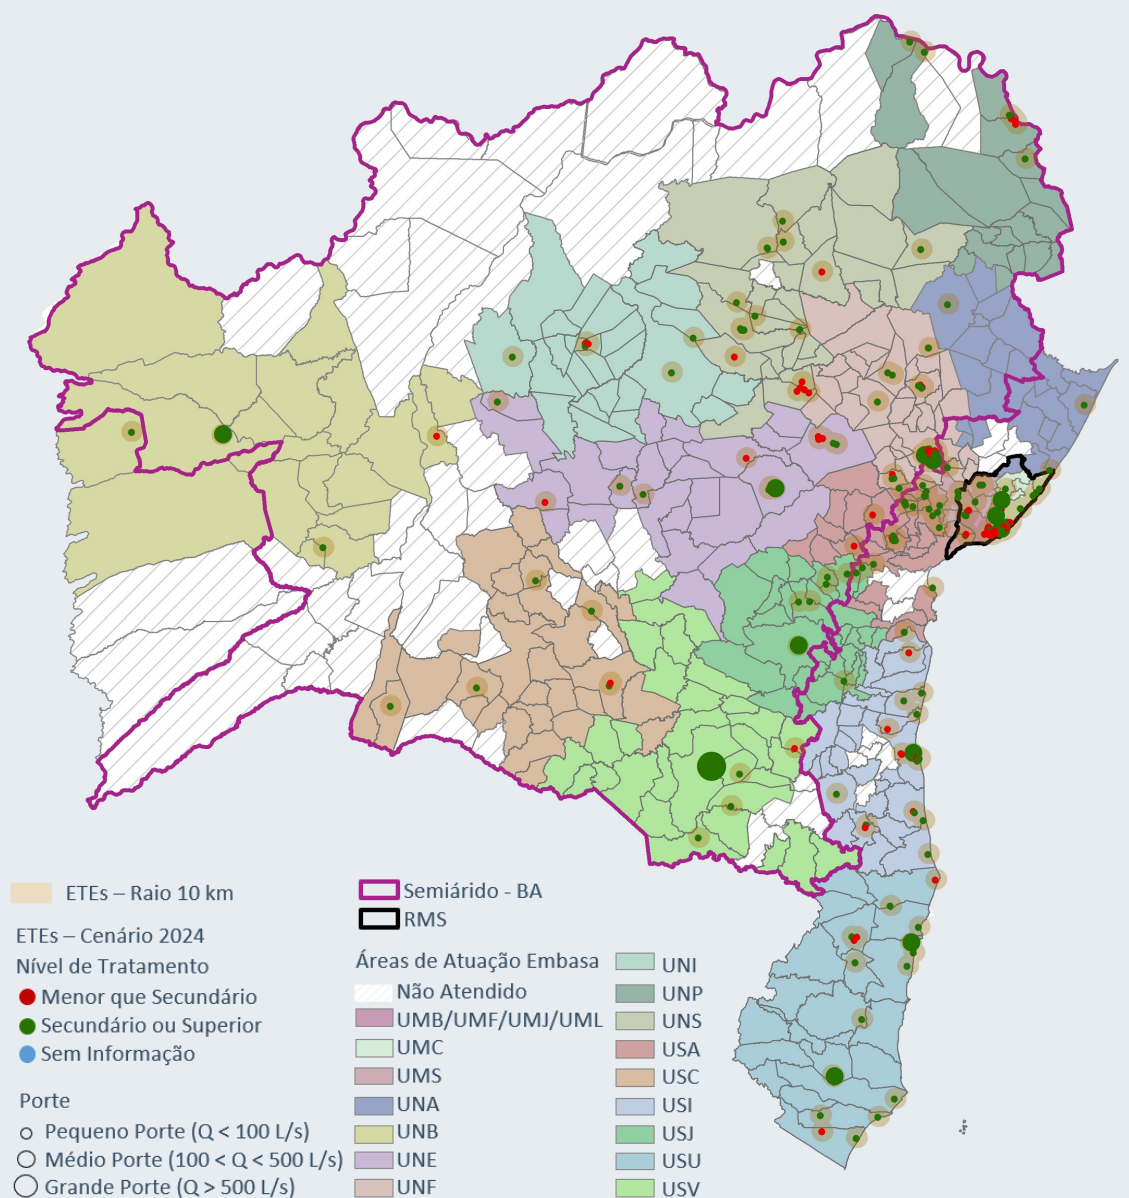 ETEs – Raio 10 km
ETEs – Cenário 2024
Nível de Tratamento
Menor que Secundário
Secundário ou Superior
Sem Informação
Porte
Pequeno Porte (Q < 100 L/s)
Médio Porte (100 < Q < 500 L/s)
Grande Porte (Q > 500 L/s)
Semiárido - BA
RMS
Áreas de Atuação Embasa
Não Atendido
UMB/UMF/UMJ/UML
UMC
UMS
UNA
UNB
UNE
UNF
UNI
UNP
UNS
USA
USC
USI
USJ
USU
USV